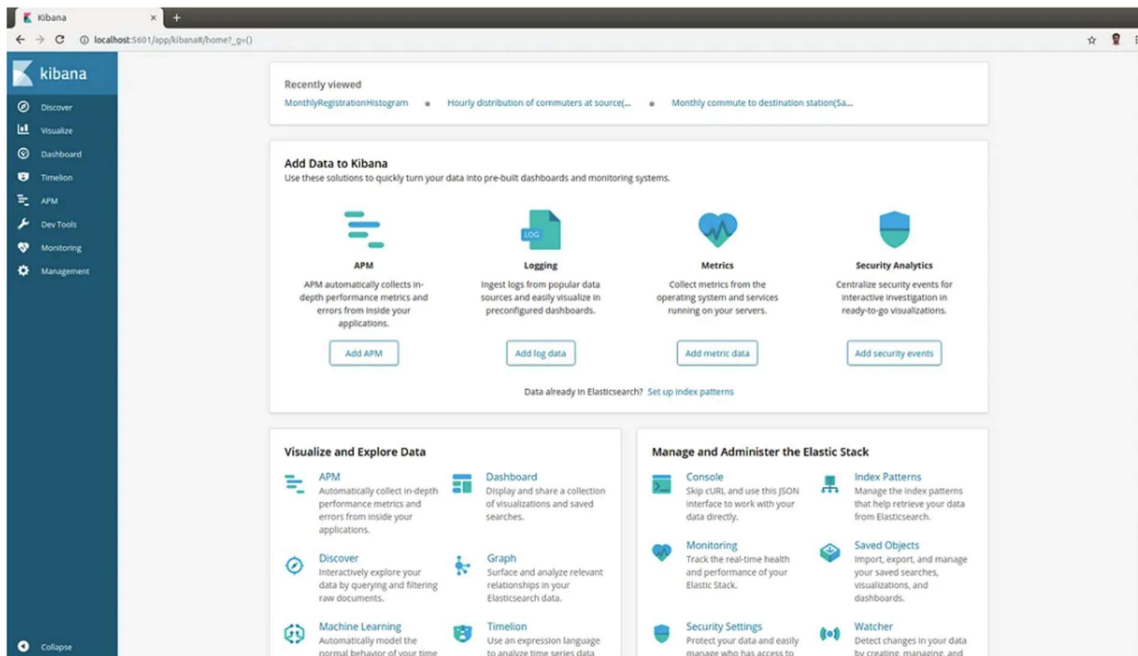 Kibana
localhost:5601/app/kibana#/home?_g=()
kibana
Discover
Visualize
Dashboard
Timelion
APM
Dev Tools
Monitoring
Management
Collapse
Recently viewed
MonthlyRegistrationHistogram
Hourly distribution of commuters at source(...
Monthly commute to destination station(Sa...
Add Data to Kibana
Use these solutions to quickly turn your data into pre-built dashboards and monitoring systems.
APM
APM automatically collects in-
depth performance metrics and
errors from inside your
applications.
Add APM
LOG
Logging
Ingest logs from popular data
sources and easily visualize in
preconfigured dashboards.
Add log data
Metrics
Collect metrics from the
operating system and services
running on your servers.
Add metric data
Security Analytics
Centralize security events for
interactive investigation in
ready-to-go visualizations.
Add security events
Data already in Elasticsearch? Set up index patterns
Visualize and Explore Data
APM
Automatically collect in-depth
performance metrics and
errors from inside your
applications.
Dashboard
Display and share a collection
of visualizations and saved
searches.
Discover
Interactively explore your
data by querying and filtering
raw documents.
Graph
Surface and analyze relevant
relationships in your
Elasticsearch data.
Machine Learning
Automatically model the
normal behavior of your time
Timelion
Use an expression language
to analyze time series data
Manage and Administer the Elastic Stack
Console
Skip cURL and use this JSON
interface to work with your
data directly.
Index Patterns
Manage the index patterns
that help retrieve your data
from Elasticsearch.
Monitoring
Track the real-time health
and performance of your
Elastic Stack.
Saved Objects
Import, export, and manage
your saved searches,
visualizations, and
dashboards.
Security Settings
Protect your data and easily
manage who has access to
Watcher
Detect changes in your data
by creating, managing, and